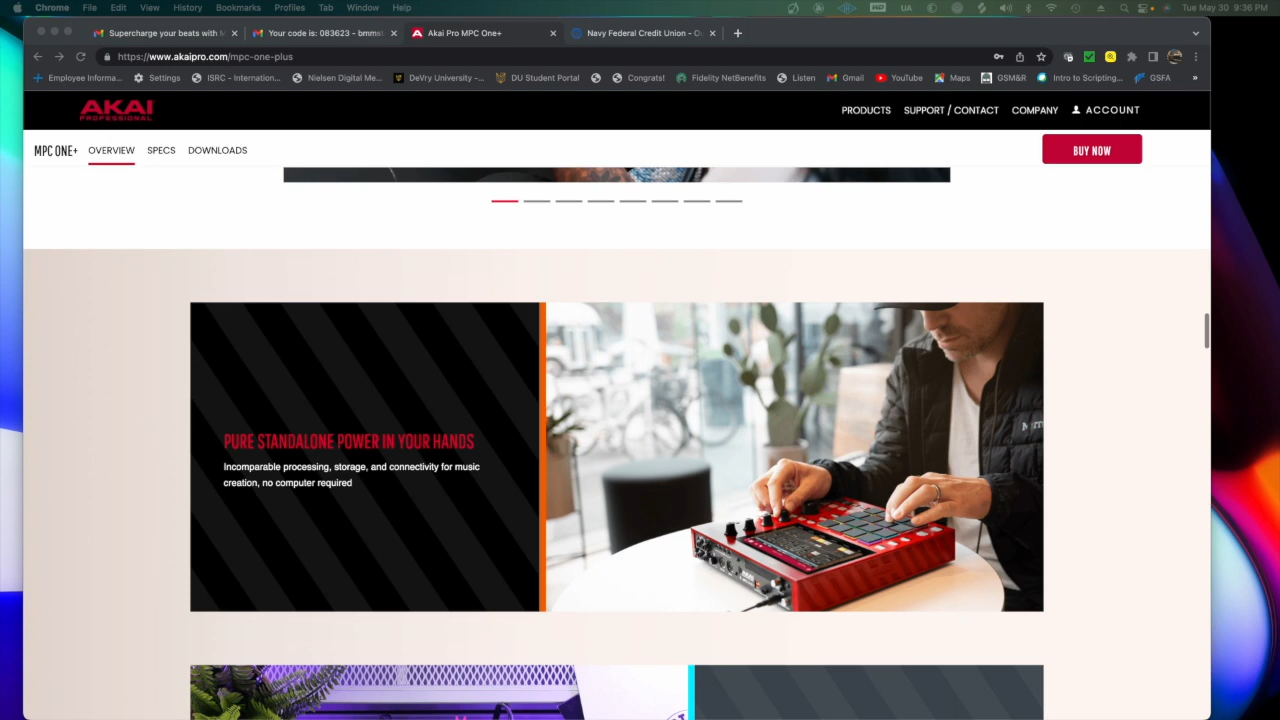 Chrome File Edit View History Bookmarks Profiles Tab Window Help UA Tue May 30 9:36 PM
Supercharge your beats with M Your code is: 083623 - bmmst Akai Pro MPC One+ Navy Federal Credit Union - O
https://www.akaipro.com/mpc-one-plus
Employee Informa... Settings ISRC - Internation... Nielsen Digital Me... DeVry University –... DU Student Portal Congrats! Fidelity NetBenefits Listen Gmail YouTube Maps GSM&R Intro to Scripting... GSFA »
AKAI
PROFESSIONAL
PRODUCTS SUPPORT / CONTACT COMPANY ACCOUNT
MPC ONE+ OVERVIEW SPECS DOWNLOADS BUY NOW
PURE STANDALONE POWER IN YOUR HANDS
Incomparable processing, storage, and connectivity for music
creation, no computer required
AKAI